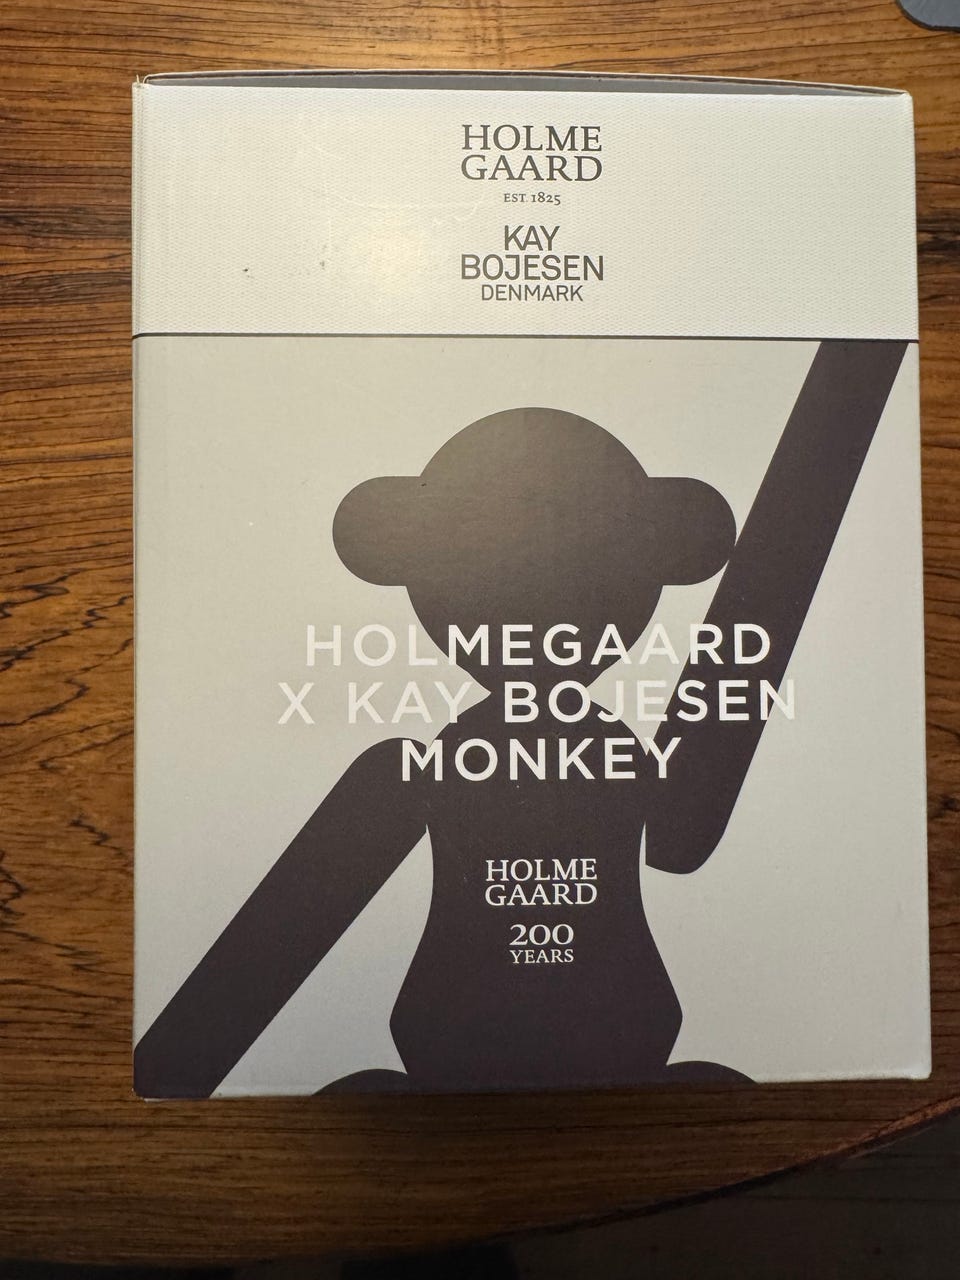 HOLME
GAARD
EST. 1825
KAY
BOJESEN
DENMARK
HOLMEGAARD
X KAY BOJESEN
MONKEY
HOLME
GAARD
200
YEARS